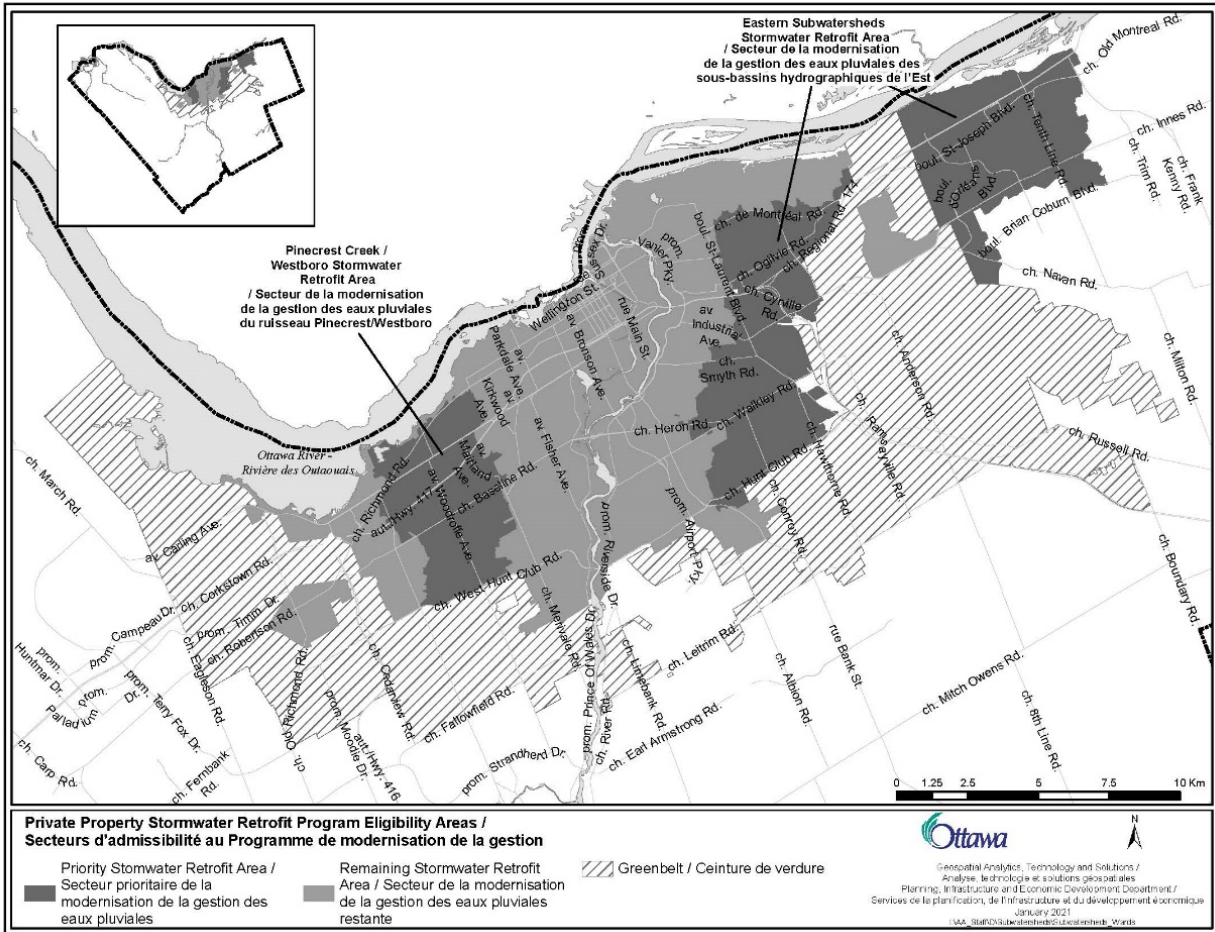 Eastern Subwatersheds
Stormwater Retrofit Area
/ Secteur de la modernisation
de la gestion des eaux pluviales des
sous-bassins hydrographiques de l'Est
ch. Old Montreal Rd.
ch. Innes Rd.
ch. Tenth Line Rd.
boul. St-Joseph Blvd.
boul.
d'Orléans
Blvd
ch. Trim Rd.
ch. Frank
Kenny Rd.
boul. Brian Coburn Blvd.
ch. Navan Rd.
ch. de Montréal Rd.
ch. Regional Rd. 174
ch. Ogilvie Rd.
boul. St-Laurent Blvd.
prom.
Vanier Pky.
ch. Cyrville
Rd.
av.
Industrial
Ave.
Wellington St.
rue Main St.
av. Bronson Ave.
av.
Parkdale Ave.
av.
Kirkwood
Ave.
av. Fisher Ave.
ch.
Smyth Rd.
ch. Walkley Rd.
ch. Heron Rd.
ch. Anderson Rd.
ch. Milton Rd.
Pinecrest Creek /
Westboro Stormwater
Retrofit Area
/ Secteur de la modernisation
de la gestion des eaux pluviales
du ruisseau Pinecrest/Westboro
Ottawa River -
Rivière des Outaouais
ch. Richmond Rd.
aut./Hwy. 417
av.
Maitland
Ave.
av. Woodroffe Ave.
ch. Baseline Rd.
ch. Hunt Club Rd.
ch. Hawthorne Rd.
ch. Ramsayville Rd.
ch. Russell Rd.
ch. Conroy Rd.
prom. Airport Pky.
prom. Riverside Dr.
ch. West Hunt Club Rd.
ch. Merivale Rd.
ch. March Rd.
av. Carling Ave.
ch. Corkstown Rd.
prom. Campeau Dr.
prom. Timm Dr.
ch. Robertson Rd.
ch. Eagleson Rd.
prom.
Huntmar Dr.
prom.
Palladium Dr.
prom. Terry Fox Dr.
ch. Carp Rd.
ch. Fernbank
Rd.
ch. Old Richmond Rd.
prom. Moodie Dr.
aut./Hwy. 416
ch. Cedarview Rd.
ch. Fallowfield Rd.
prom. Strandherd Dr.
prom. Prince Of Wales Dr.
ch. River Rd.
ch. Limebank Rd.
ch. Leitrim Rd.
ch. Earl Armstrong Rd.
ch. Albion Rd.
rue Bank St.
ch. Mitch Owens Rd.
ch. 8th Line Rd.
ch. Boundary Rd.
0 1.25 2.5 5 7.5 10 Km
Private Property Stormwater Retrofit Program Eligibility Areas /
Secteurs d'admissibilité au Programme de modernisation de la gestion
Priority Stomwater Retrofit Area /
Secteur prioritaire de la
modernisation de la gestion des
eaux pluviales
Remaining Stormwater Retrofit
Area / Secteur de la modernisation
de la gestion des eaux pluviales
restante
Greenbelt / Ceinture de verdure
Ottawa
N
Geospatial Analytics, Technology and Solutions /
Analyse, technologie et solutions géospatiales
Planning, Infrastructure and Economic Development Department /
Services de la planification, de l'infrastructure et du développement économique
January 2021